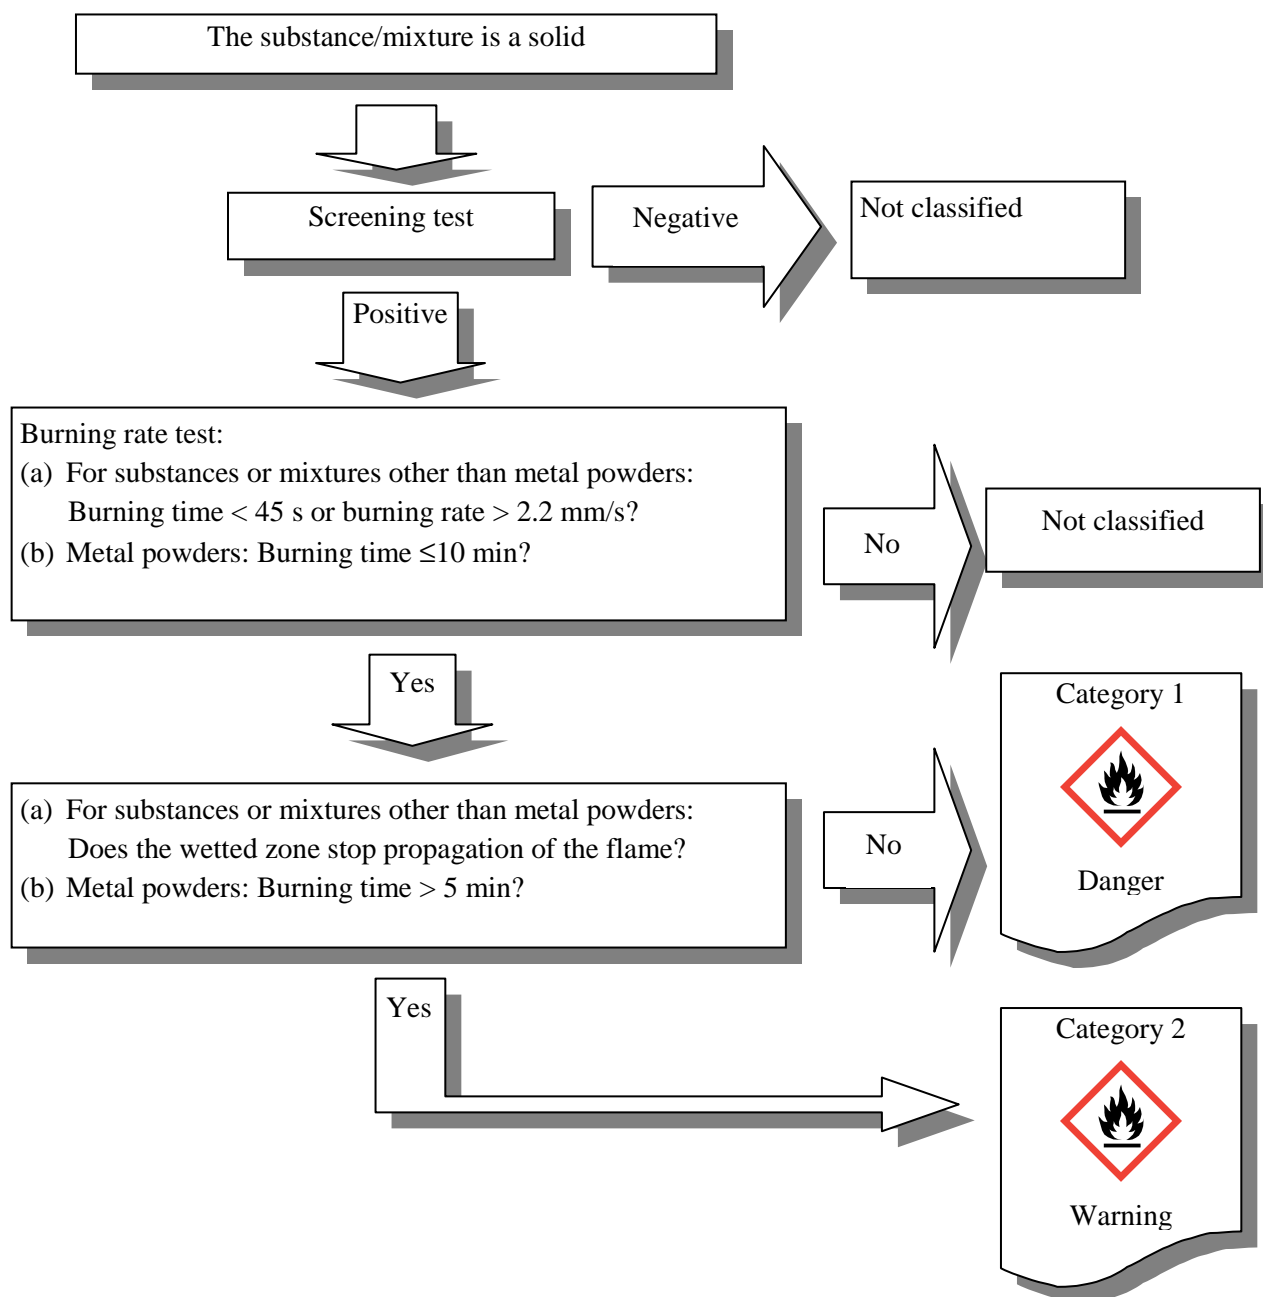 The substance/mixture is a solid
Screening test
Negative
Not classified
Positive
Burning rate test:
(a) For substances or mixtures other than metal powders:
Burning time < 45 s or burning rate > 2.2 mm/s?
(b) Metal powders: Burning time ≤10 min?
No
Not classified
Yes
Category 1
Danger
(a) For substances or mixtures other than metal powders:
Does the wetted zone stop propagation of the flame?
(b) Metal powders: Burning time > 5 min?
No
Yes
Category 2
Warning